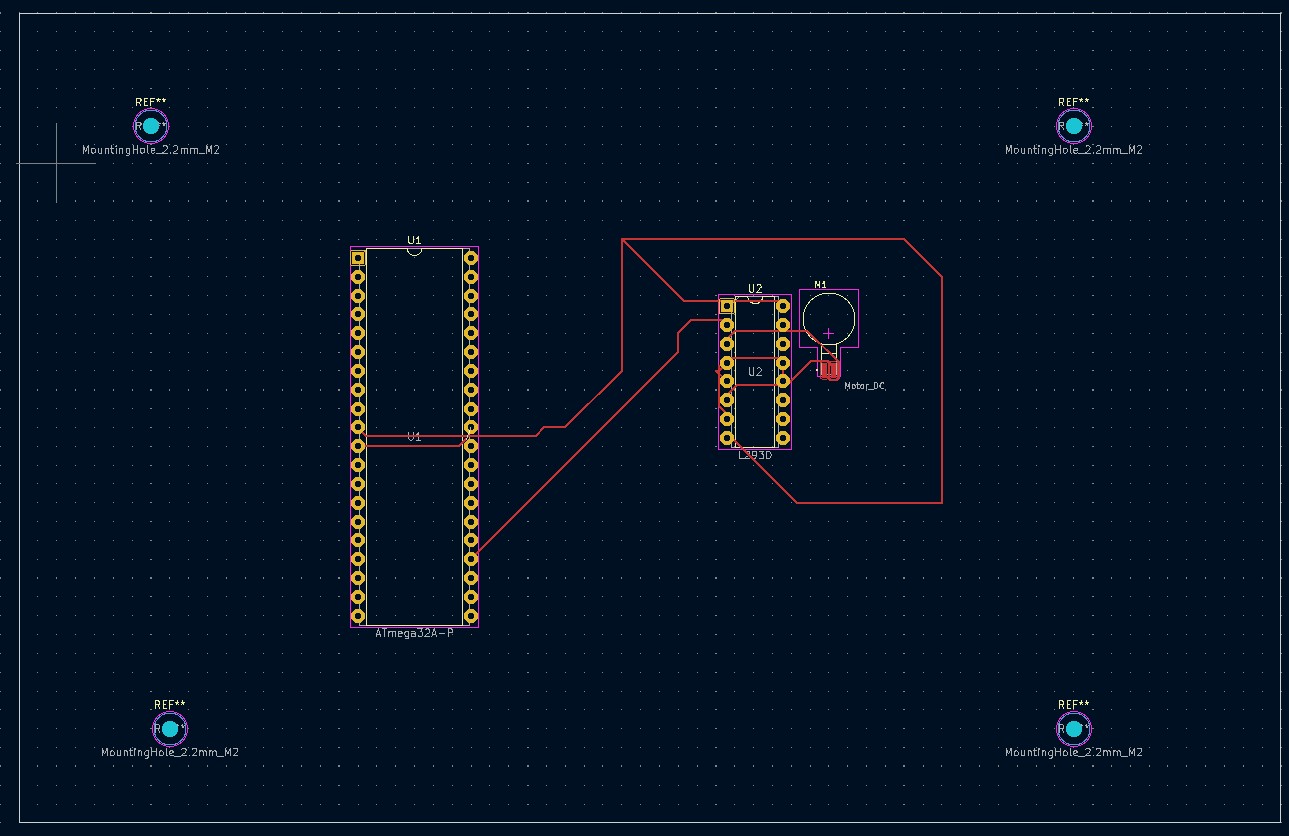 REF**
REF**
MountingHole_2.2mm_M2
MountingHole_2.2mm_M2
U1
U2
M1
U2
Motor_DC
U1
L293D
ATmega32A-P
REF**
REF**
MountingHole_2.2mm_M2
MountingHole_2.2mm_M2